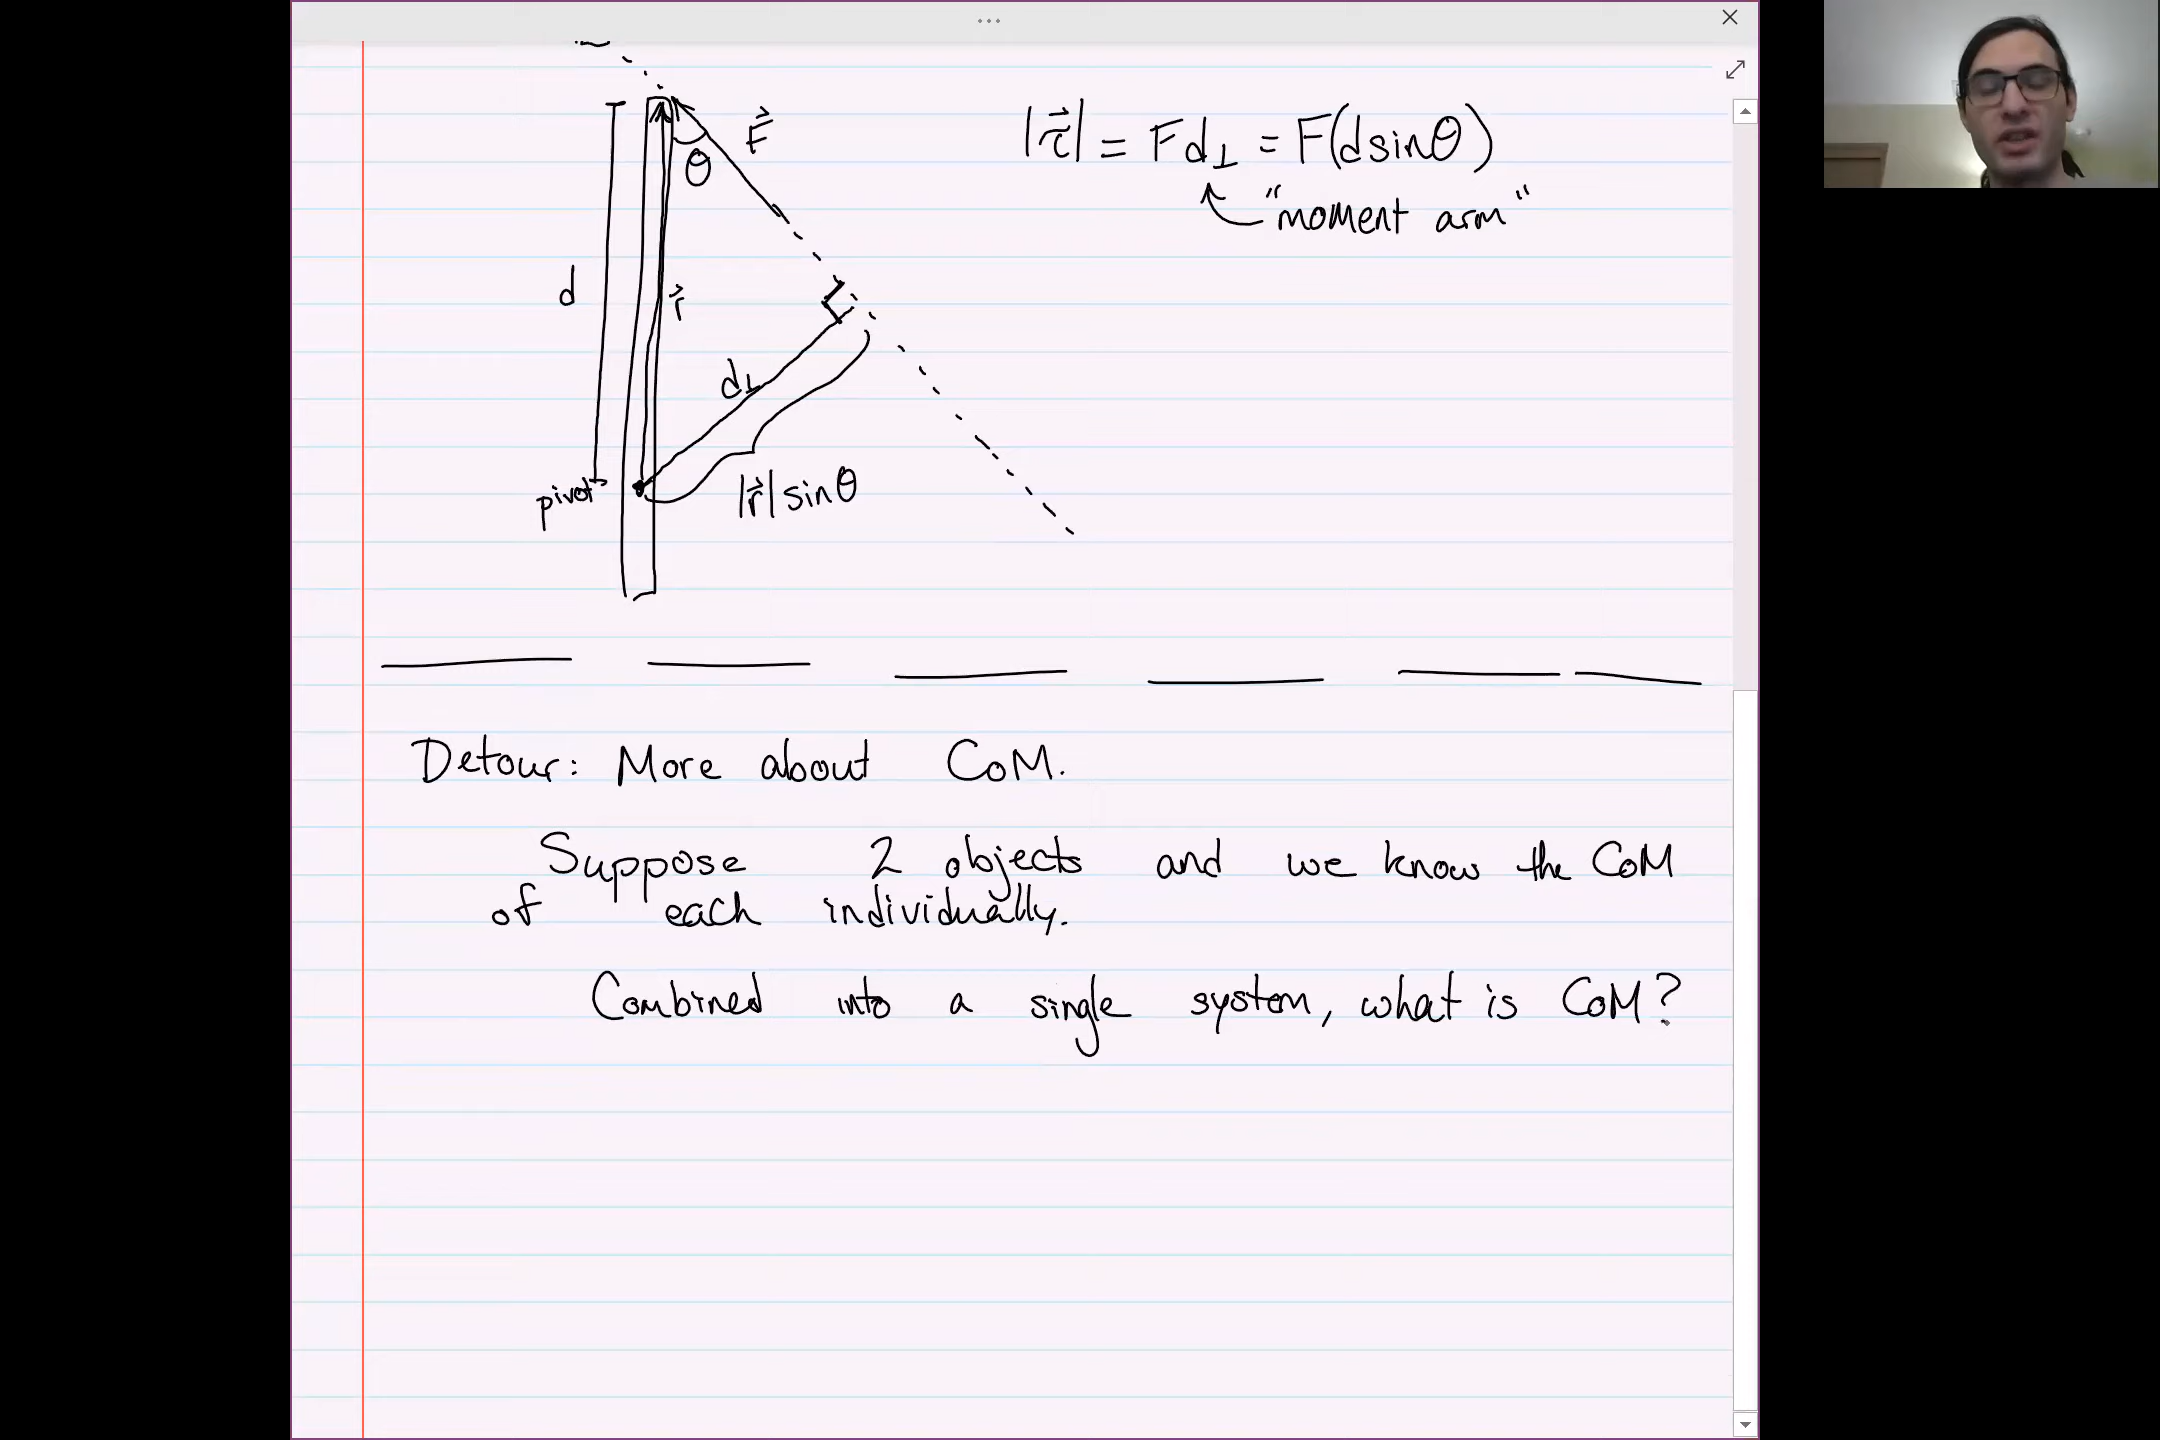 F⃗
θ
|τ⃗| = Fd⊥ = F(dsinθ)
"moment arm"
d
r⃗
d⊥
pivot
|r⃗| sinθ
Detour: More about CoM.
Suppose 2 objects and we know the CoM
of each individually.
Combined into a single system, what is CoM?